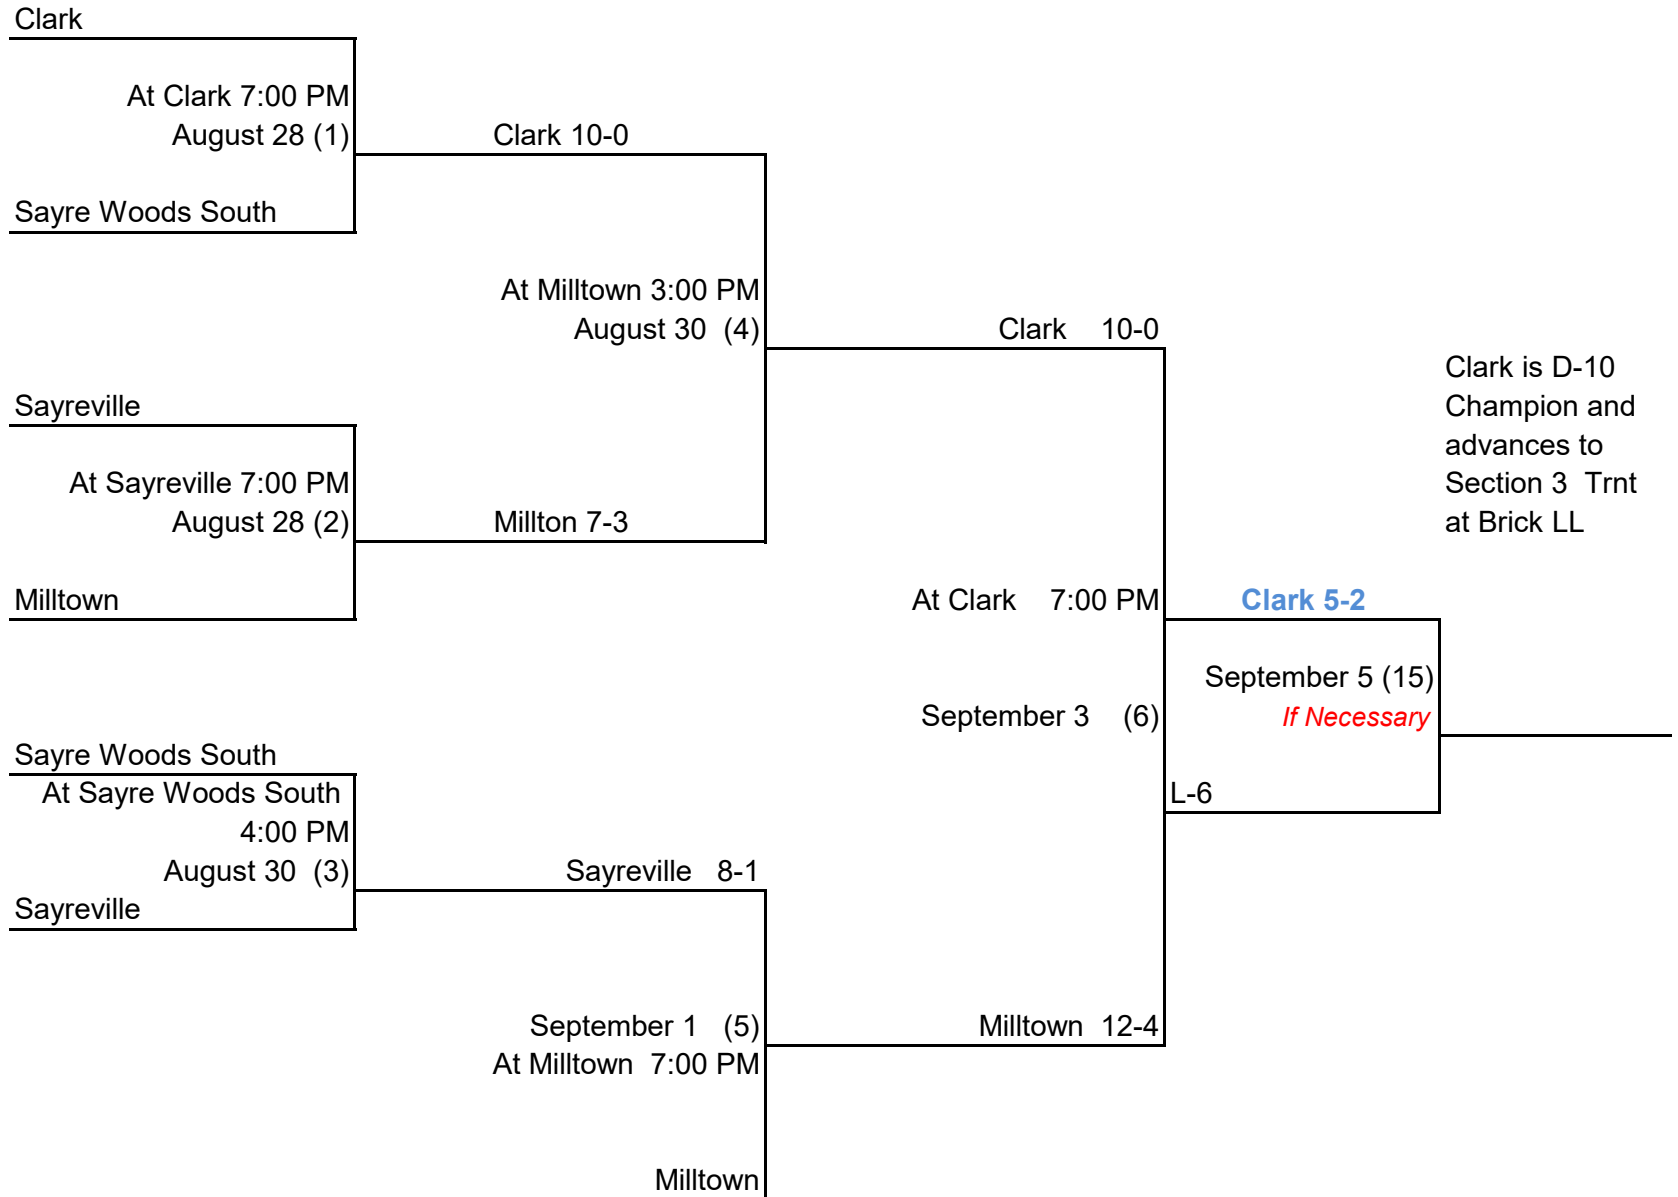 Clark
At Clark 7:00 PM
August 28 (1)
Clark 10-0
Sayre Woods South
At Milltown 3:00 PM
August 30 (4)
Clark 10-0
Clark is D-10
Champion and
advances to
Section 3 Trnt
at Brick LL
Sayreville
At Sayreville 7:00 PM
August 28 (2)
Millton 7-3
Milltown
At Clark 7:00 PM
Clark 5-2
September 5 (15)
If Necessary
September 3 (6)
L-6
Sayre Woods South
At Sayre Woods South
4:00 PM
August 30 (3)
Sayreville 8-1
Sayreville
September 1 (5)
At Milltown 7:00 PM
Milltown 12-4
Milltown